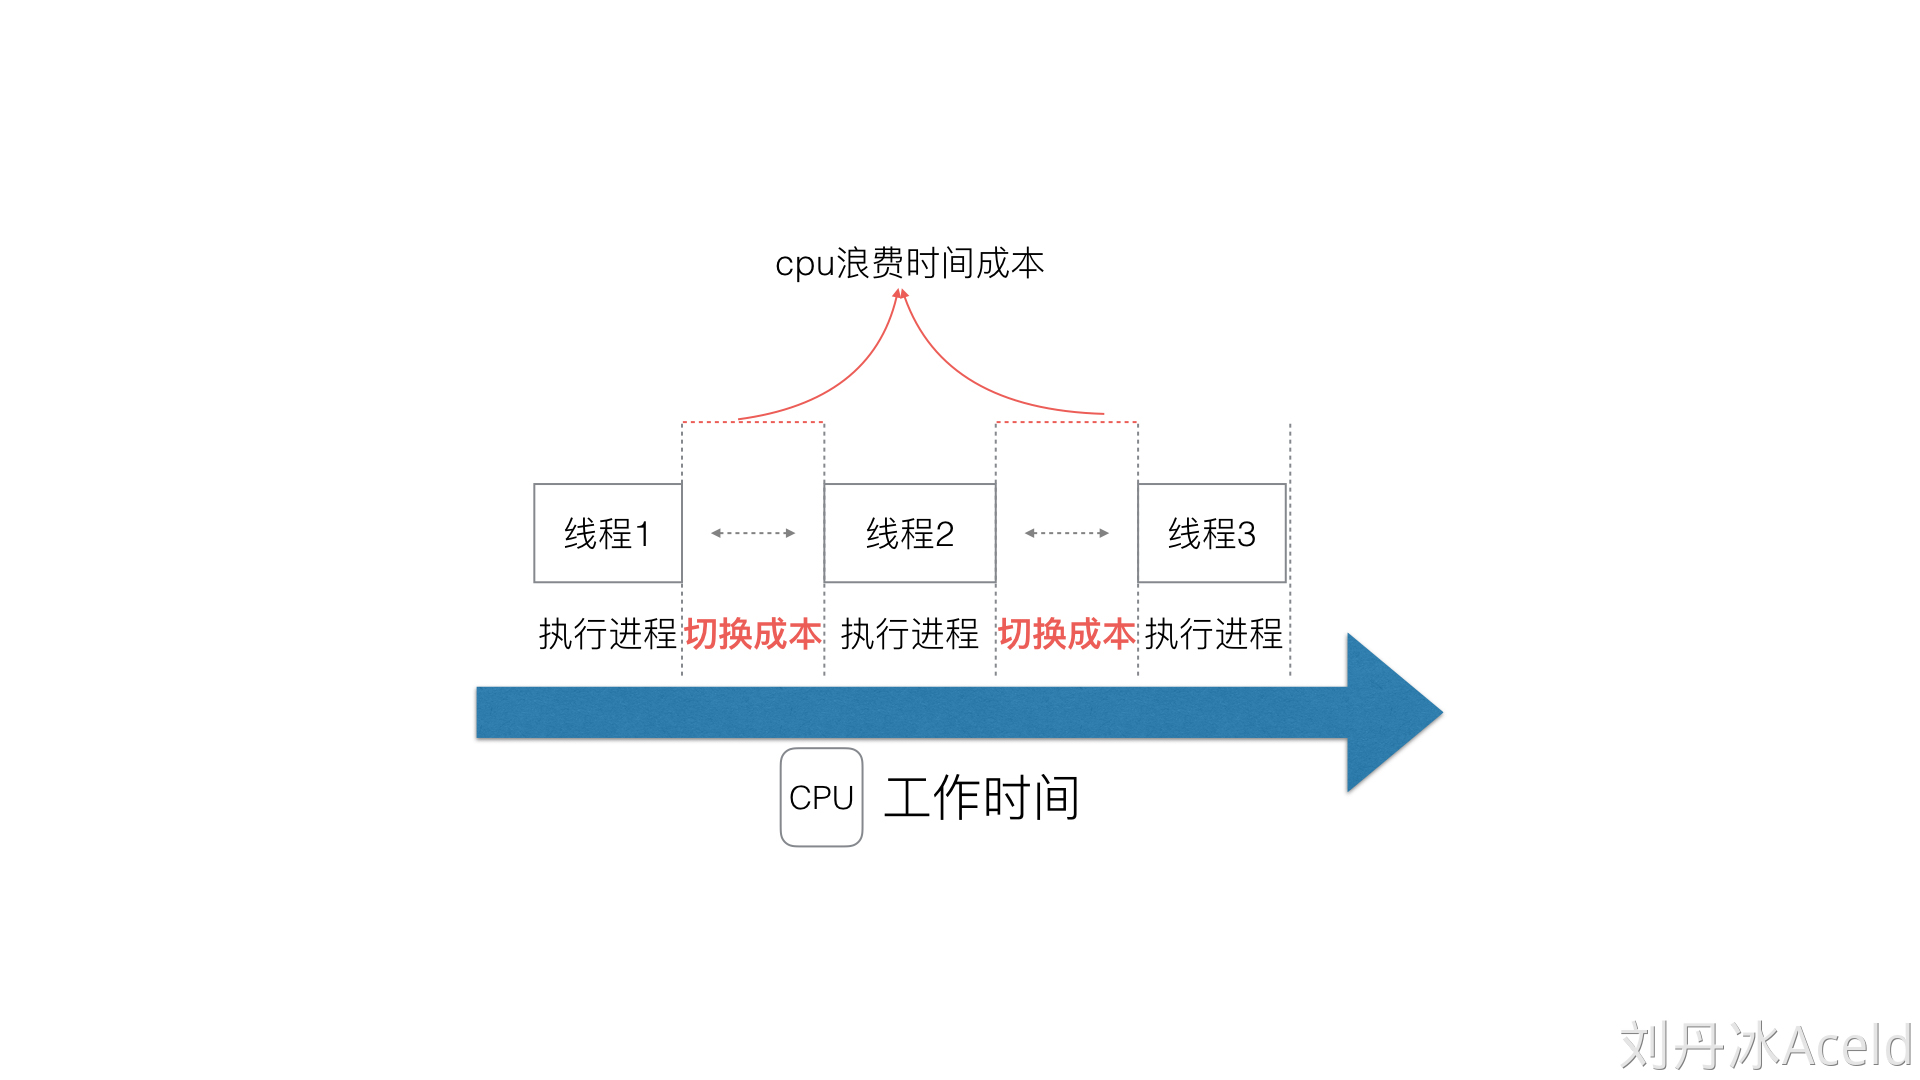 cpu浪费时间成本
线程1
线程2
线程3
执行进程
切换成本
执行进程
切换成本
执行进程
CPU
工作时间
刘丹冰Aceld